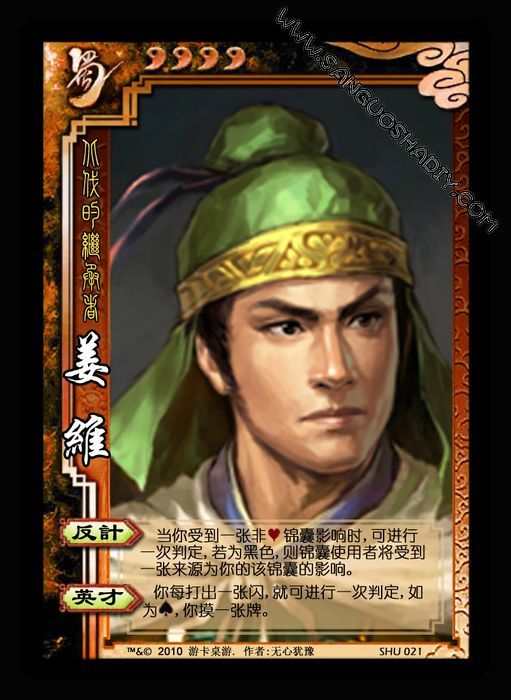 WWW.SANGUOSHADIY.COM
蜀
北伐的繼承者
姜維
反計
当你受到一张非♥锦囊影响时,可进行
一次判定,若为黑色,则锦囊使用者将受到
一张来源为你的该锦囊的影响。
英才
你每打出一张闪,就可进行一次判定,如
为♠,你摸一张牌。
™&© 2010 游卡桌游. 作者:无心犹豫
SHU 021